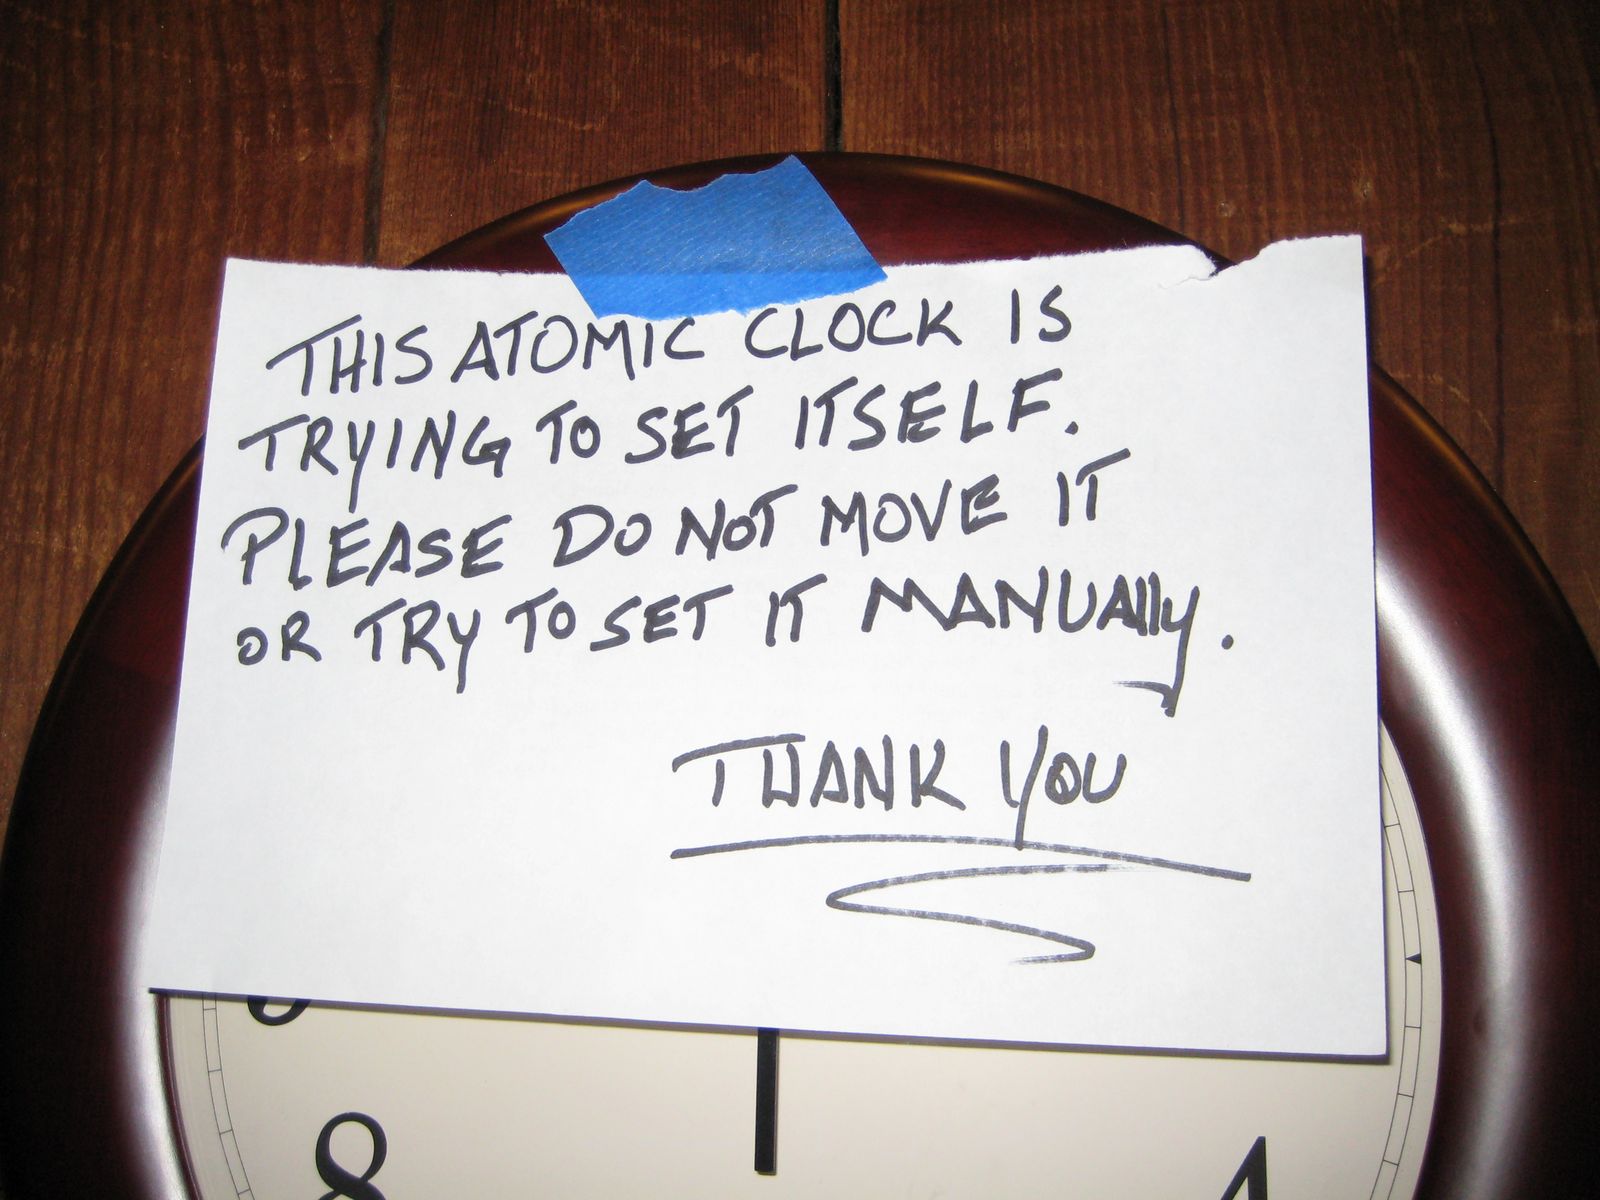 THIS ATOMIC CLOCK IS
TRYING TO SET ITSELF.
PLEASE DO NOT MOVE IT
OR TRY TO SET IT MANUAlly.
THANK YOU
8
4